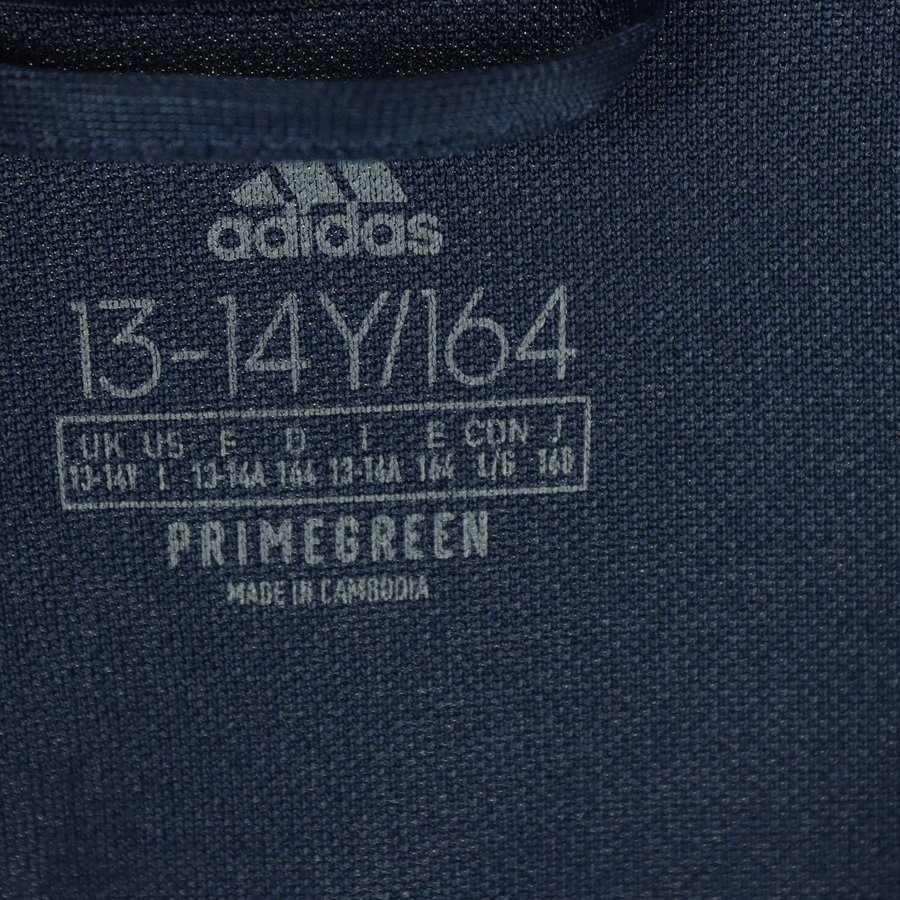 adidas
13-14Y/164
UK US F D I E CDN J
13-14Y L 13-14A 164 13-14A 164 L/G 160
PRIMEGREEN
MADE IN CAMBODIA